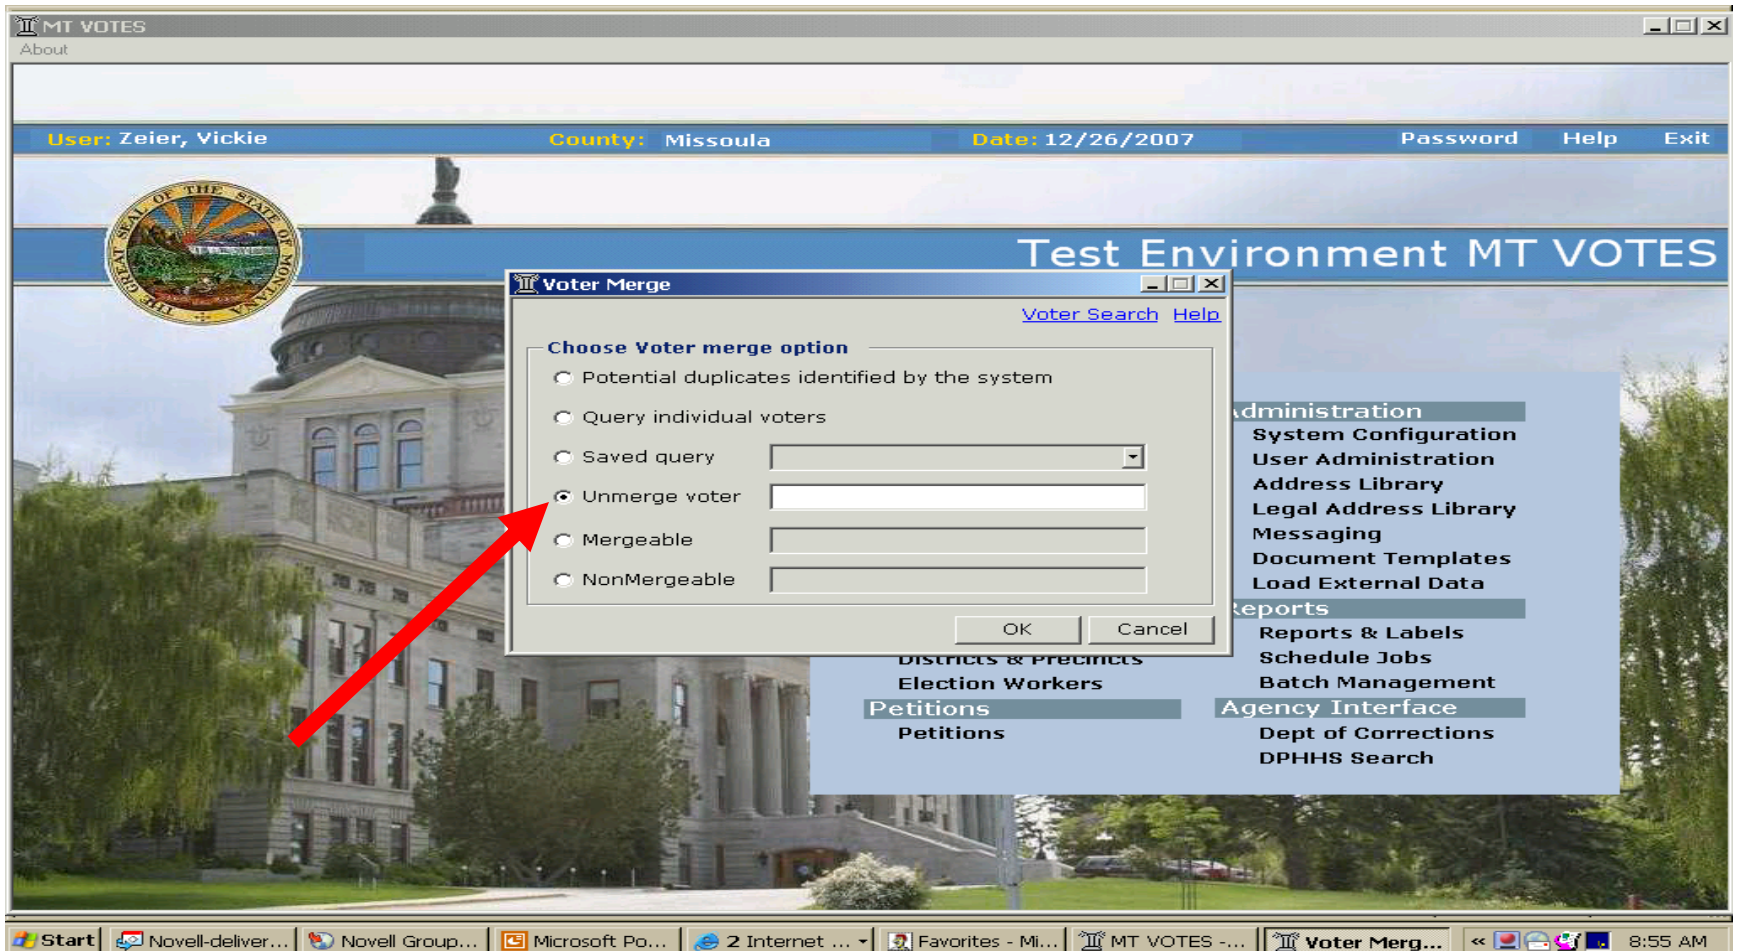 MT VOTES
About
User: Zeier, Vickie County: Missoula Date: 12/26/2007 Password Help Exit
THE GREAT SEAL OF THE STATE OF MONTANA
Test Environment MT VOTES
Voter Merge
Voter Search Help
Choose Voter merge option
Potential duplicates identified by the system
Query individual voters
Saved query
Unmerge voter
Mergeable
NonMergeable
OK Cancel
Districts & Precincts
Election Workers
Petitions
Petitions
dministration
System Configuration
User Administration
Address Library
Legal Address Library
Messaging
Document Templates
Load External Data
eports
Reports & Labels
Schedule Jobs
Batch Management
Agency Interface
Dept of Corrections
DPHHS Search
Start Novell-deliver... Novell Group... Microsoft Po... 2 Internet ... Favorites - Mi... MT VOTES -... Voter Merg... « 8:55 AM